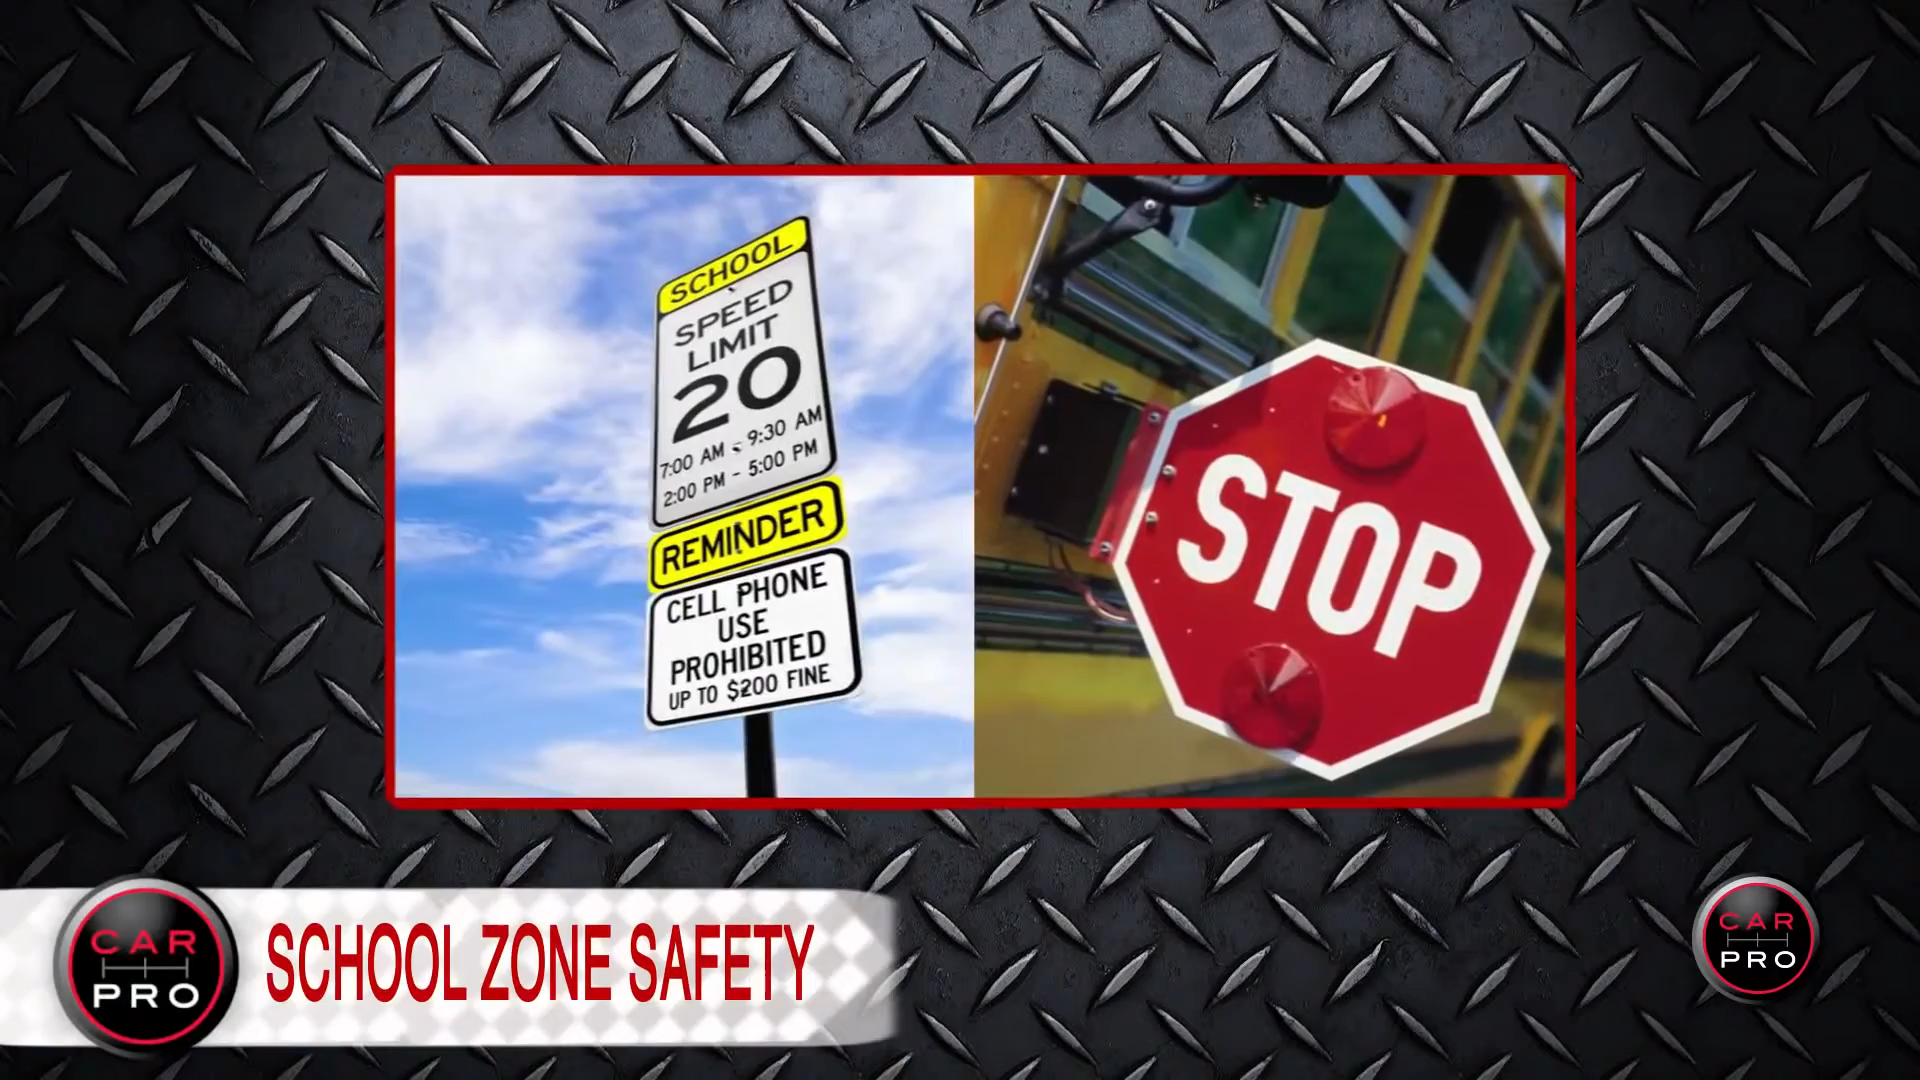 SCHOOL
SPEED
LIMIT
20
7:00 AM - 9:30 AM
2:00 PM - 5:00 PM
REMINDER
CELL PHONE
USE
PROHIBITED
UP TO $200 FINE
STOP
CAR
PRO
SCHOOL ZONE SAFETY
CAR
PRO